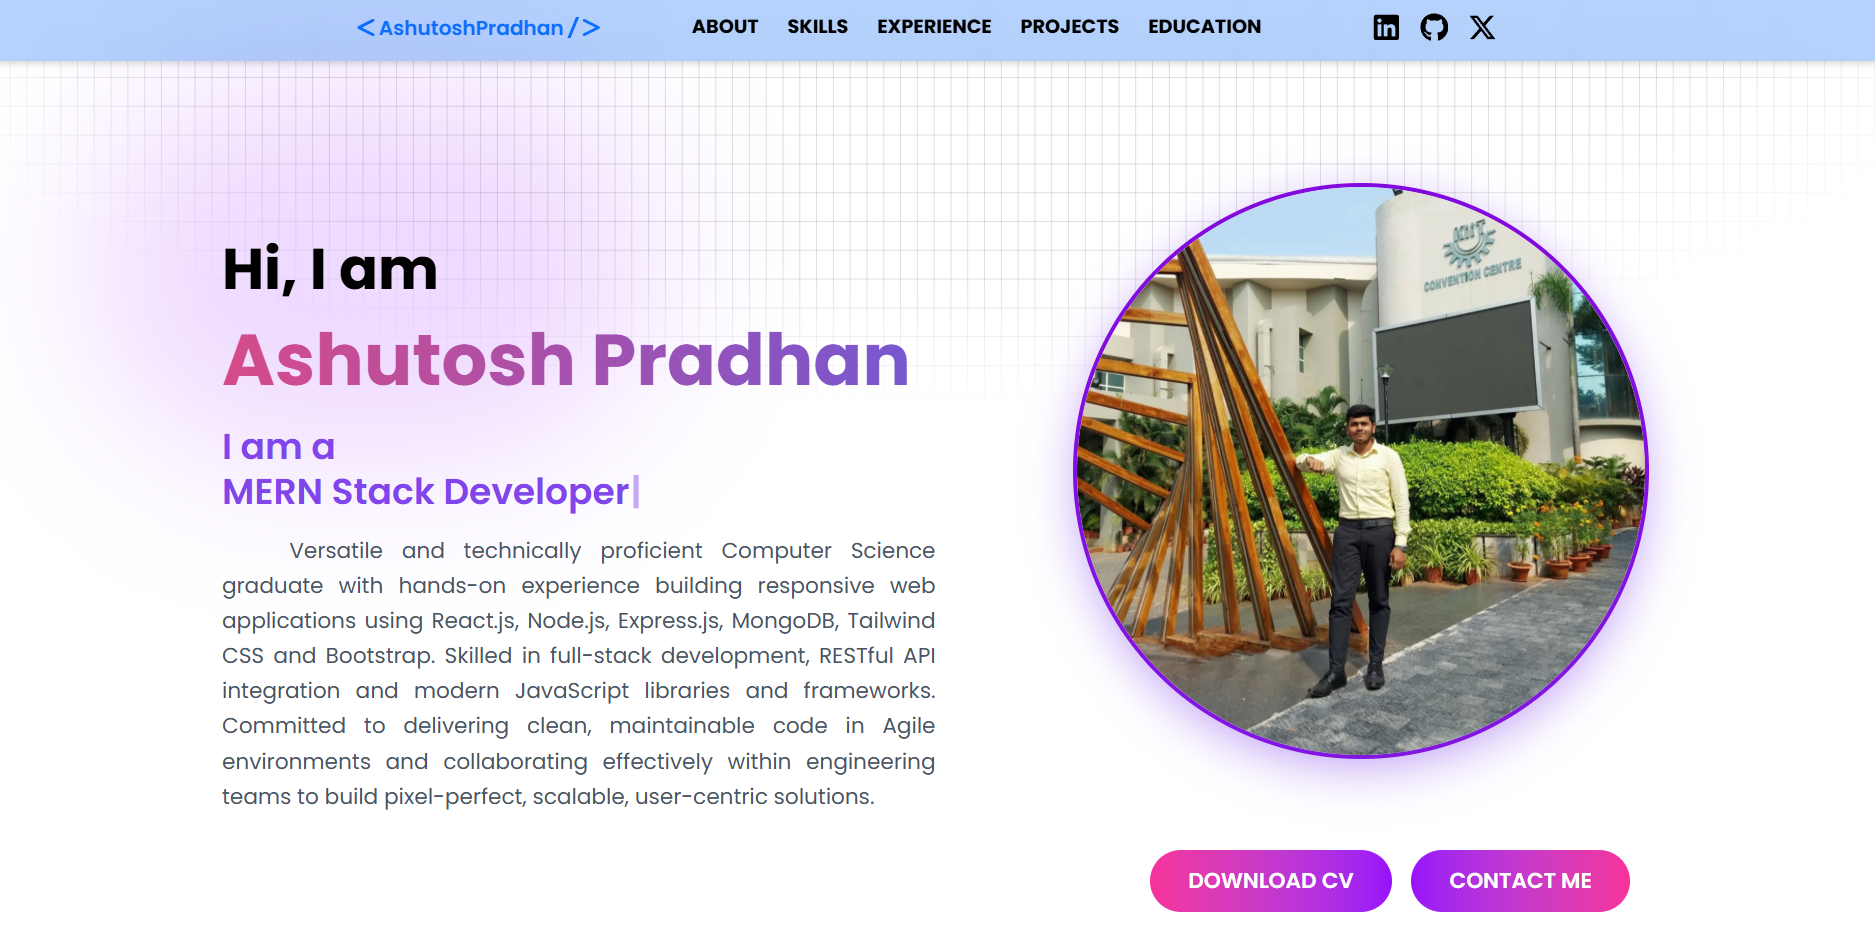 <AshutoshPradhan/>
ABOUT SKILLS EXPERIENCE PROJECTS EDUCATION
in
Hi, I am
Ashutosh Pradhan
I am a
MERN Stack Developer|
Versatile and technically proficient Computer Science
graduate with hands-on experience building responsive web
applications using React.js, Node.js, Express.js, MongoDB, Tailwind
CSS and Bootstrap. Skilled in full-stack development, RESTful API
integration and modern JavaScript libraries and frameworks.
Committed to delivering clean, maintainable code in Agile
environments and collaborating effectively within engineering
teams to build pixel-perfect, scalable, user-centric solutions.
KIIT
CONVENTION CENTRE
DOWNLOAD CV
CONTACT ME